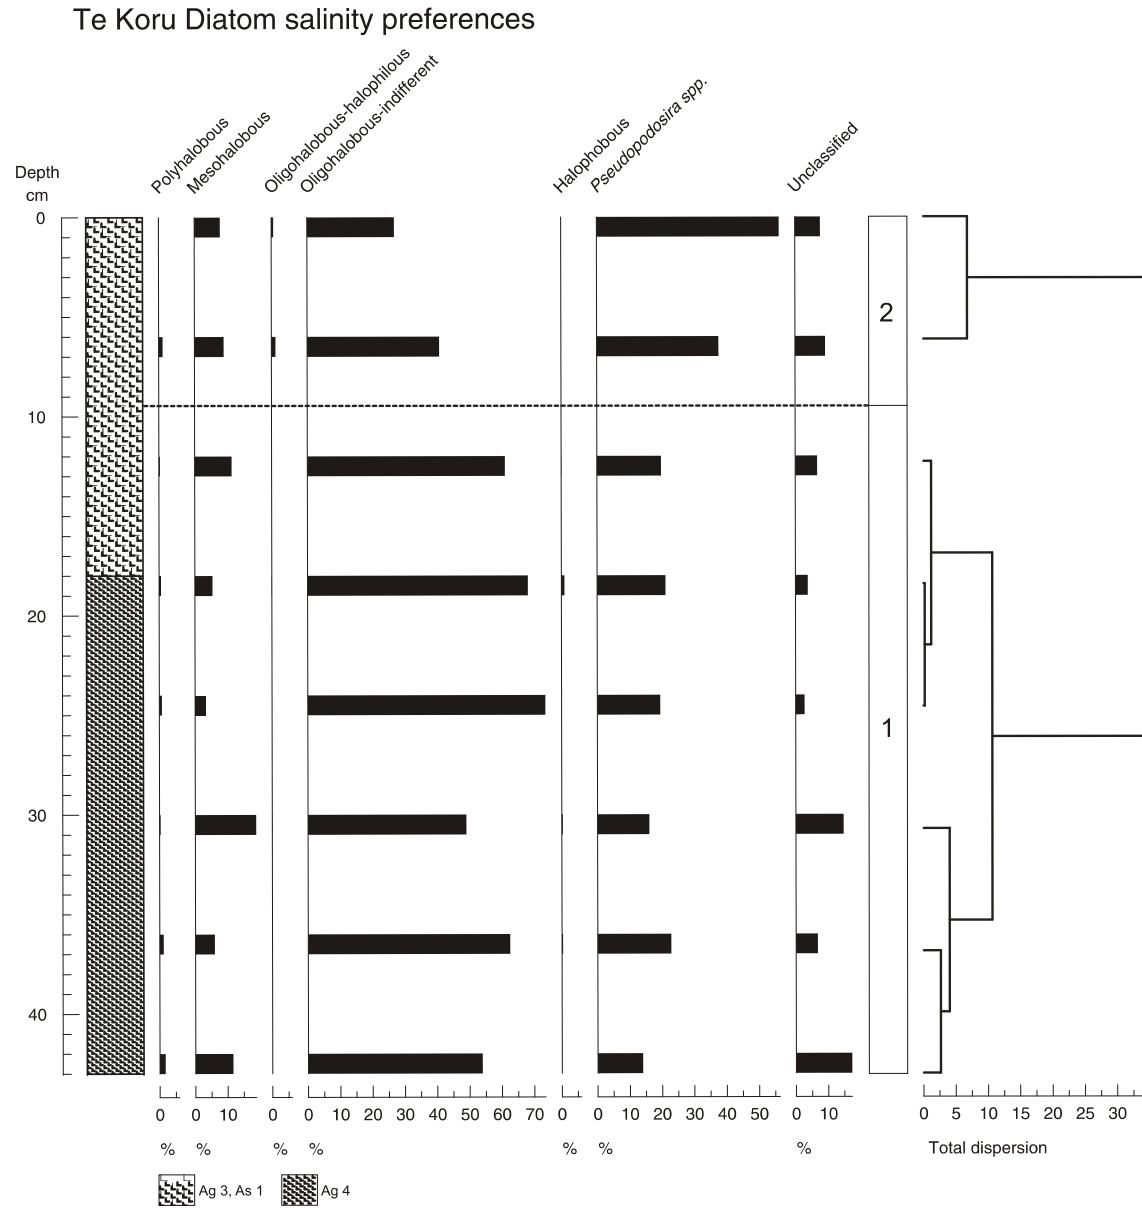 Te Koru Diatom salinity preferences
Polyhalobous
Mesohalobous
Oligohalobous-halophilous
Oligohalobous-indifferent
Halophobous
Pseudopodosira spp.
Unclassified
Depth
cm
0
10
20
30
40
2
1
0 0 10 0 0 10 20 30 40 50 60 70 0 0 10 20 30 40 50 0 10 0 5 10 15 20 25 30
% % % % % % % Total dispersion
Ag 3, As 1 Ag 4